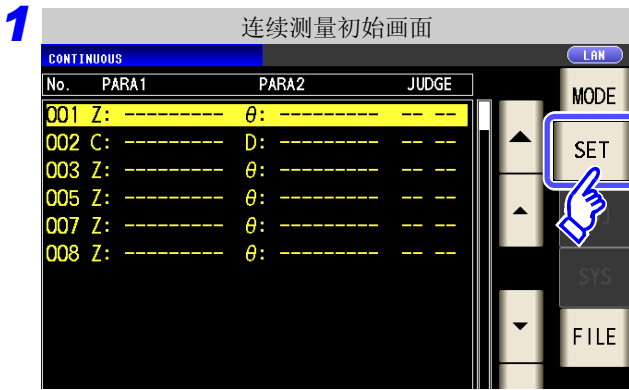 1
连续测量初始画面
CONTINUOUS
LAN
No. PARA1 PARA2 JUDGE
MODE
001 Z: --------- θ: --------- -- --
SET
002 C: --------- D: --------- -- --
003 Z: --------- θ: --------- -- --
005 Z: --------- θ: --------- -- --
007 Z: --------- θ: --------- -- --
008 Z: --------- θ: --------- -- --
SYS
FILE